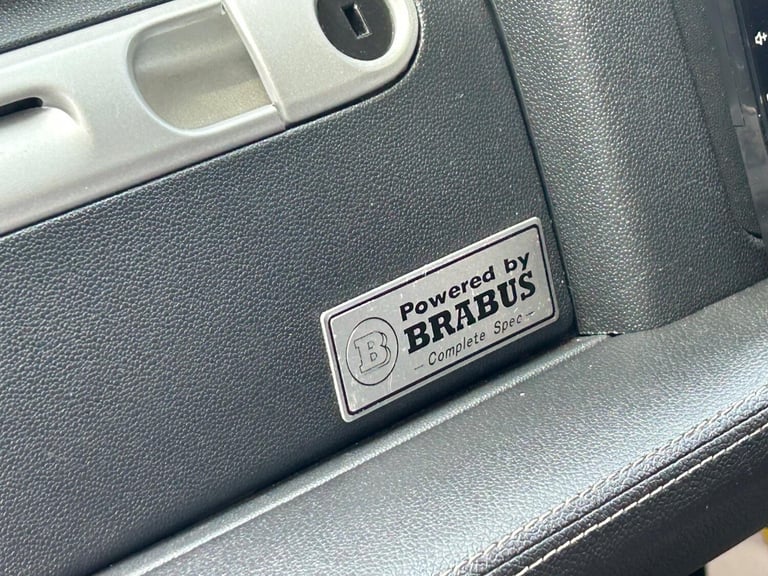 Powered by
BRABUS
B
– Complete Spec –